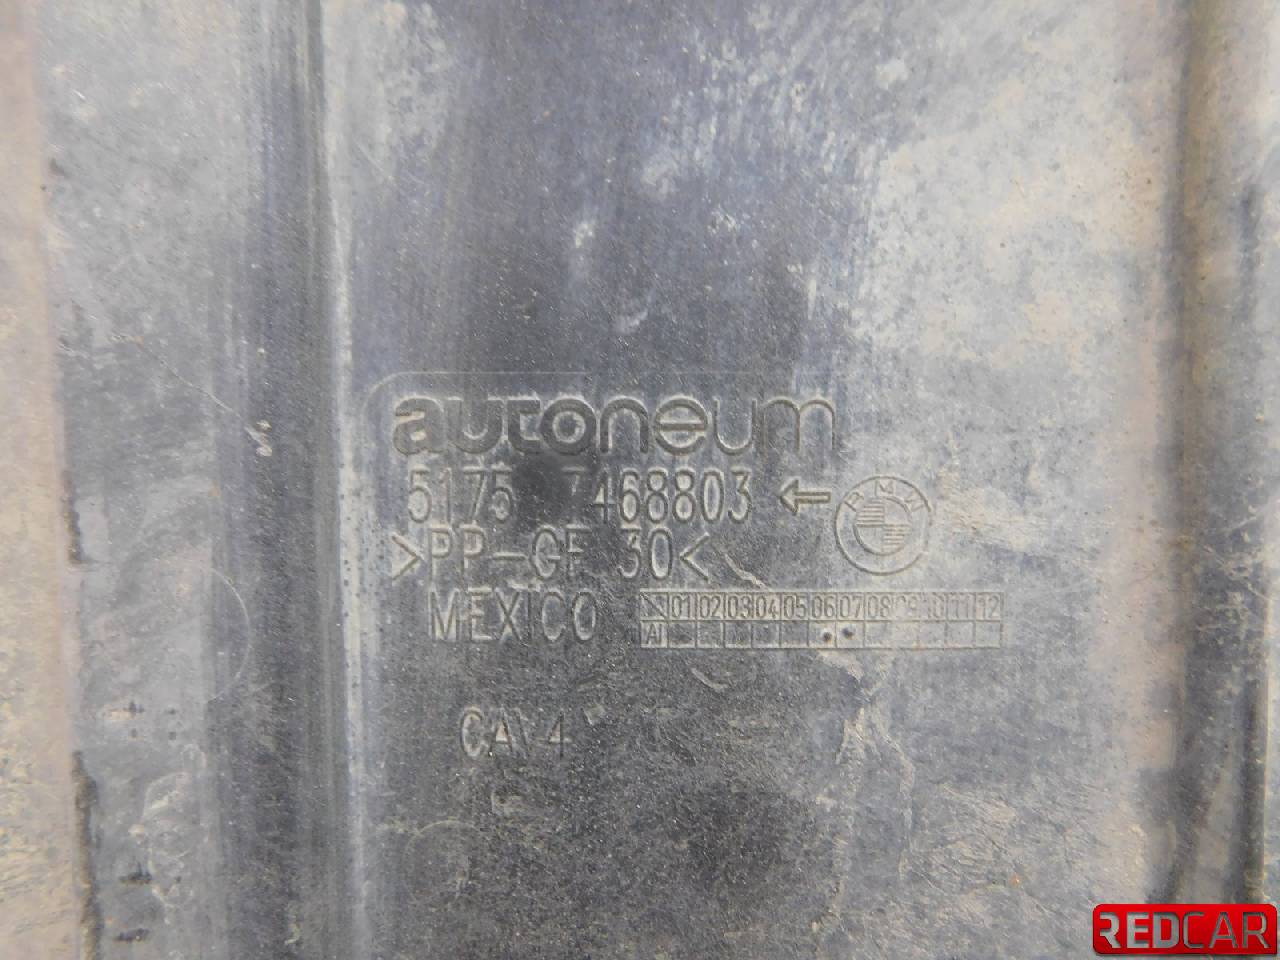 autoneum
5175 7468803
BMW
>PP-GF 30<
MEXICO
01 02 03 04 05 06 07 08 09 10 11 12
CAV4
REDCAR